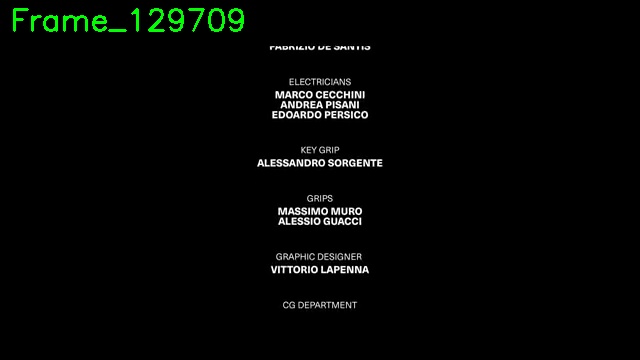 Frame_129709
FABRIZIO DE SANTIS
ELECTRICIANS
MARCO CECCHINI
ANDREA PISANI
EDOARDO PERSICO
KEY GRIP
ALESSANDRO SORGENTE
GRIPS
MASSIMO MURO
ALESSIO GUACCI
GRAPHIC DESIGNER
VITTORIO LAPENNA
CG DEPARTMENT